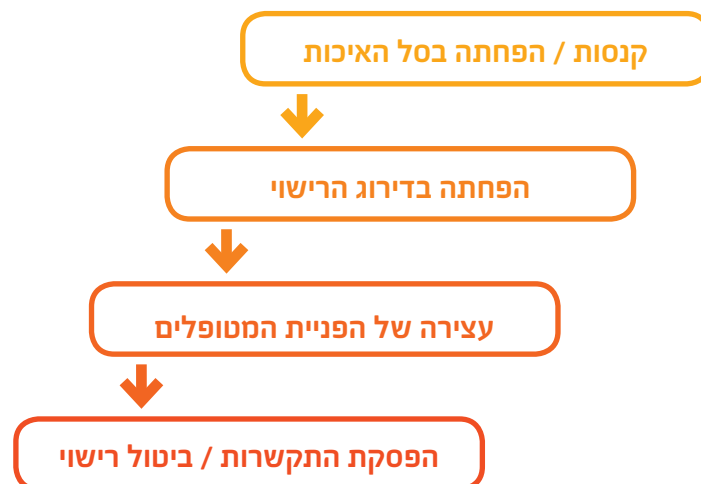 קנסות / הפחתה בסל האיכות
הפחתה בדירוג הרישוי
עצירה של הפניית המטופלים
הפסקת התקשרות / ביטול רישוי